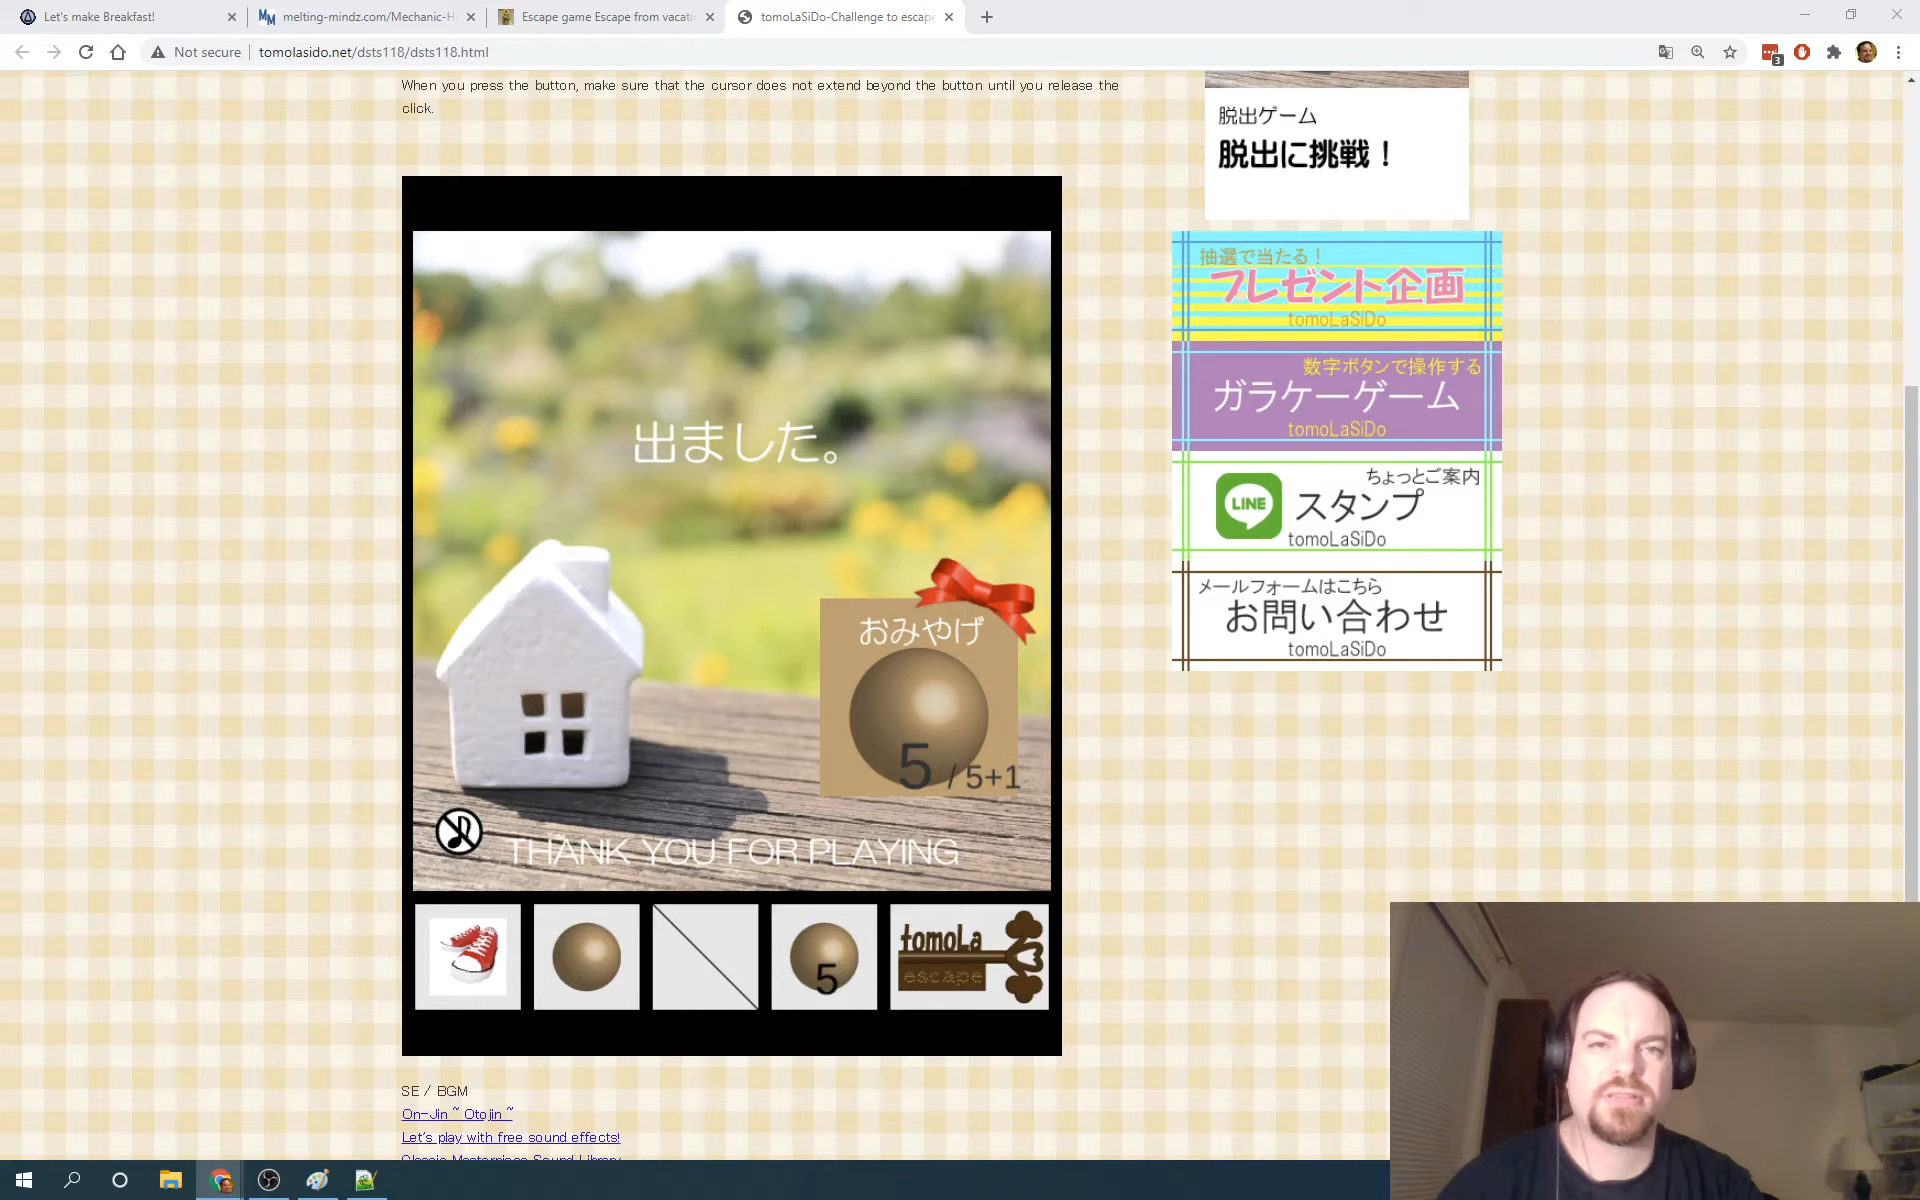 Let's make Breakfast!
melting-mindz.com/Mechanic-H
Escape game Escape from vacati
tomoLaSiDo-Challenge to escape
Not secure
tomolasido.net/dsts118/dsts118.html
3
When you press the button, make sure that the cursor does not extend beyond the button until you release the
click.
脱出ゲーム
脱出に挑戦！
抽選で当たる！
プレゼント企画
tomoLaSiDo
数字ボタンで操作する
ガラケーゲーム
tomoLaSiDo
ちょっとご案内
LINE
スタンプ
tomoLaSiDo
メールフォームはこちら
お問い合わせ
tomoLaSiDo
出ました。
おみやげ
5 / 5+1
THANK YOU FOR PLAYING
5
tomoLa
escape
SE / BGM
On-Jin ~ Otojin ~
Let's play with free sound effects!